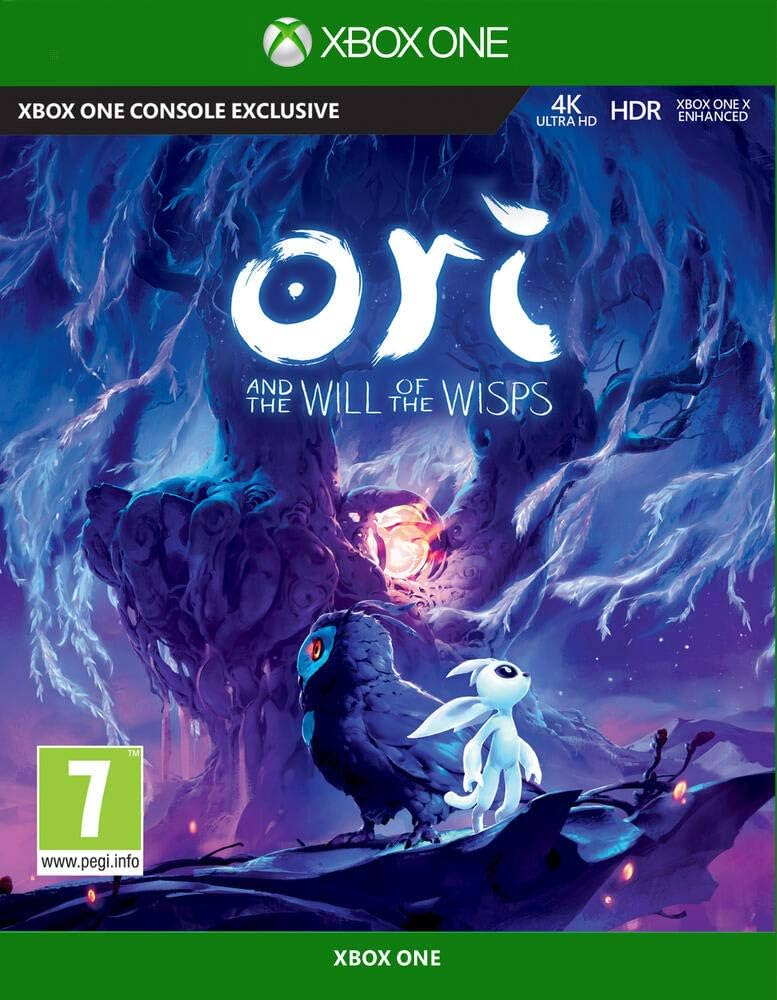 XBOX ONE
XBOX ONE CONSOLE EXCLUSIVE
4K
ULTRA HD
HDR
XBOX ONE X
ENHANCED
ori
AND THE WILL OF THE WISPS
7
TM
www.pegi.info
XBOX ONE